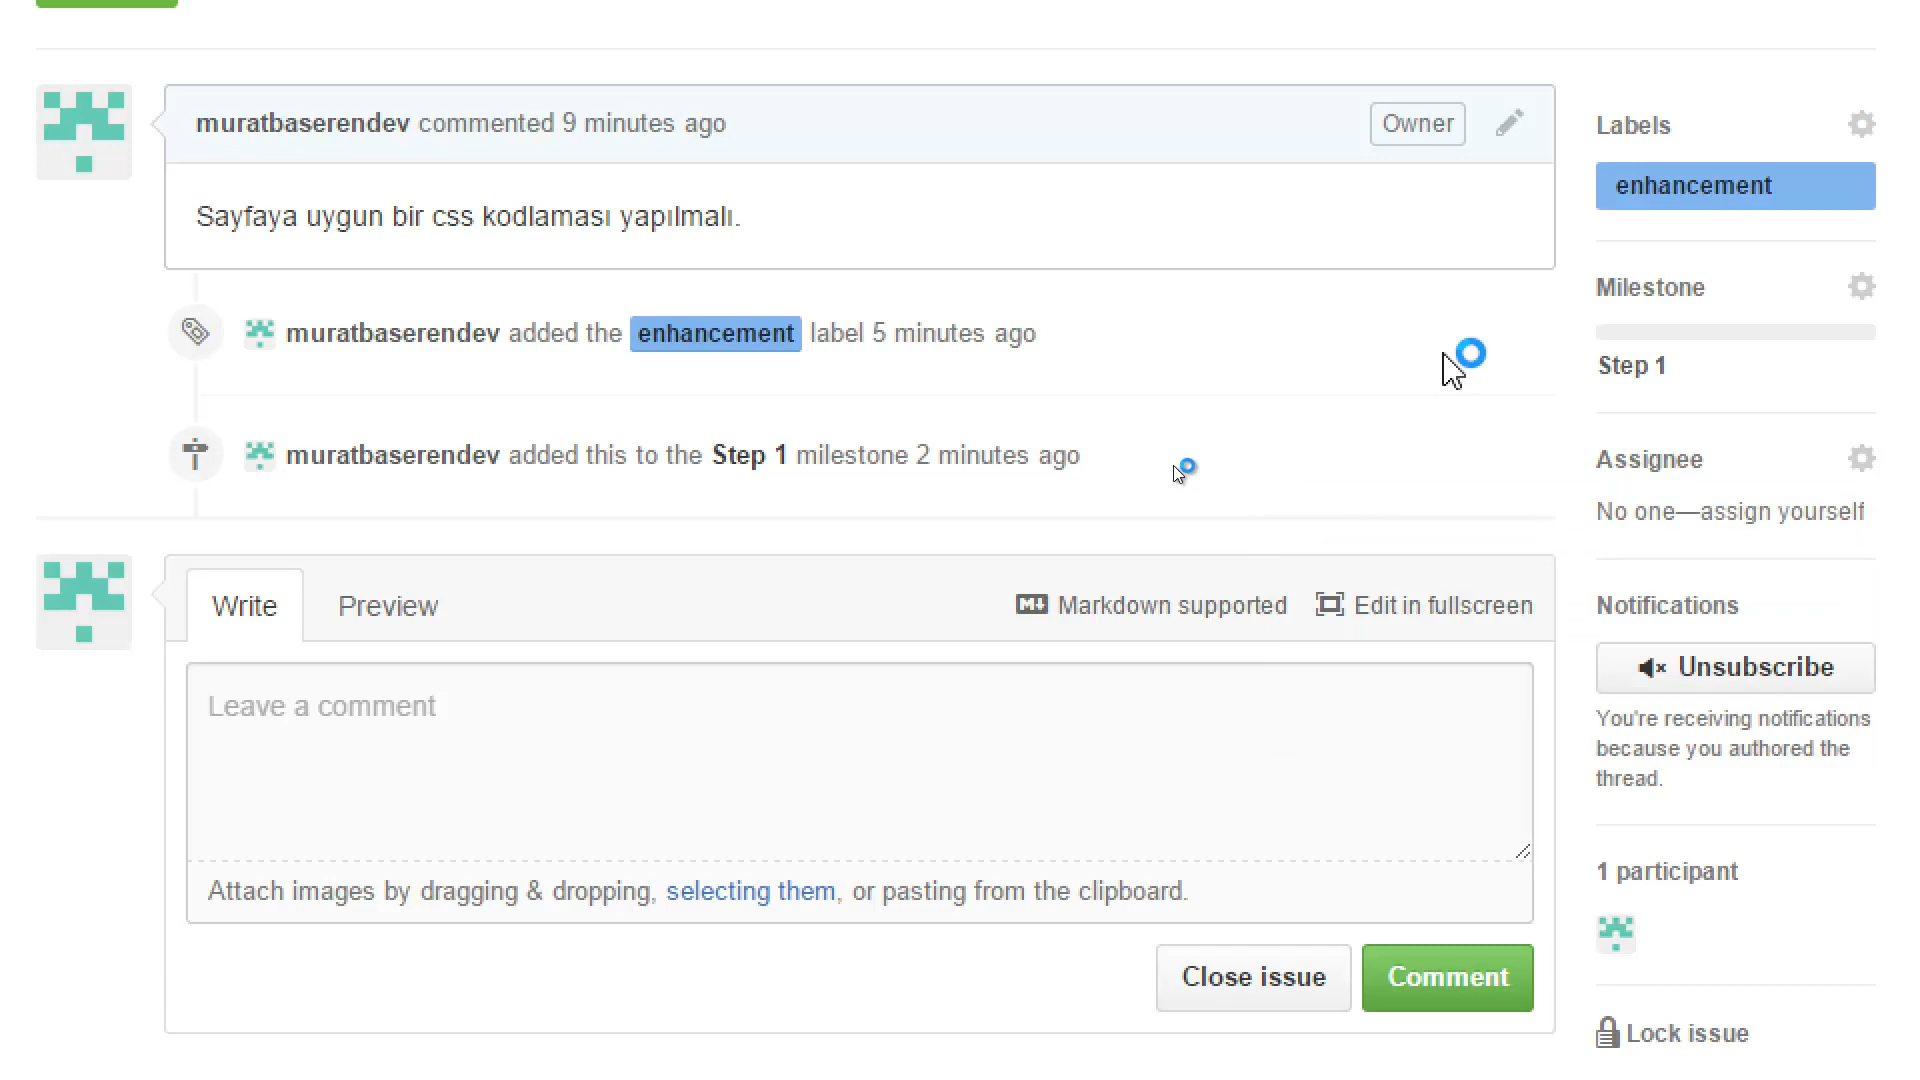 muratbaserendev commented 9 minutes ago
Owner
Sayfaya uygun bir css kodlaması yapılmalı.
muratbaserendev added the enhancement label 5 minutes ago
muratbaserendev added this to the Step 1 milestone 2 minutes ago
Write
Preview
Markdown supported
Edit in fullscreen
Leave a comment
Attach images by dragging & dropping, selecting them, or pasting from the clipboard.
Close issue
Comment
Labels
enhancement
Milestone
Step 1
Assignee
No one—assign yourself
Notifications
Unsubscribe
You're receiving notifications
because you authored the
thread.
1 participant
Lock issue